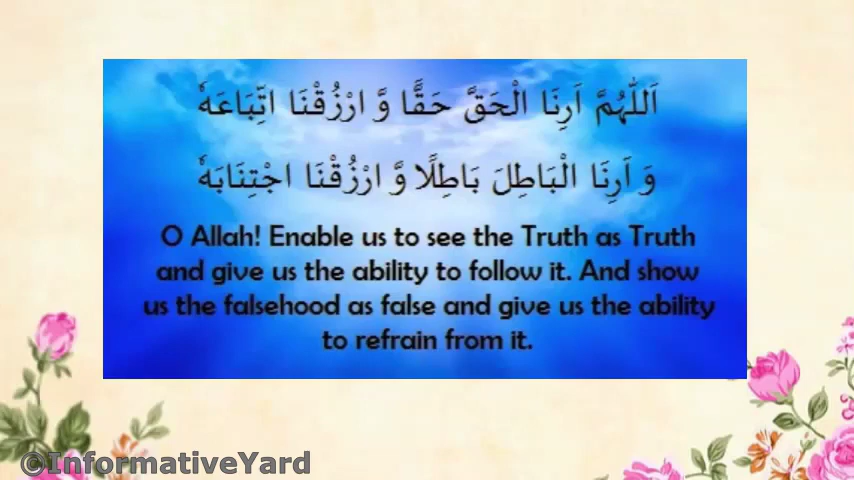 اَللّٰهُمَّ اَرِنَا الْحَقَّ حَقًّا وَّ ارْزُقْنَا اتِّبَاعَهٗ
وَ اَرِنَا الْبَاطِلَ بَاطِلًا وَّ ارْزُقْنَا اجْتِنَابَهٗ
O Allah! Enable us to see the Truth as Truth
and give us the ability to follow it. And show
us the falsehood as false and give us the ability
to refrain from it.
©InformativeYard